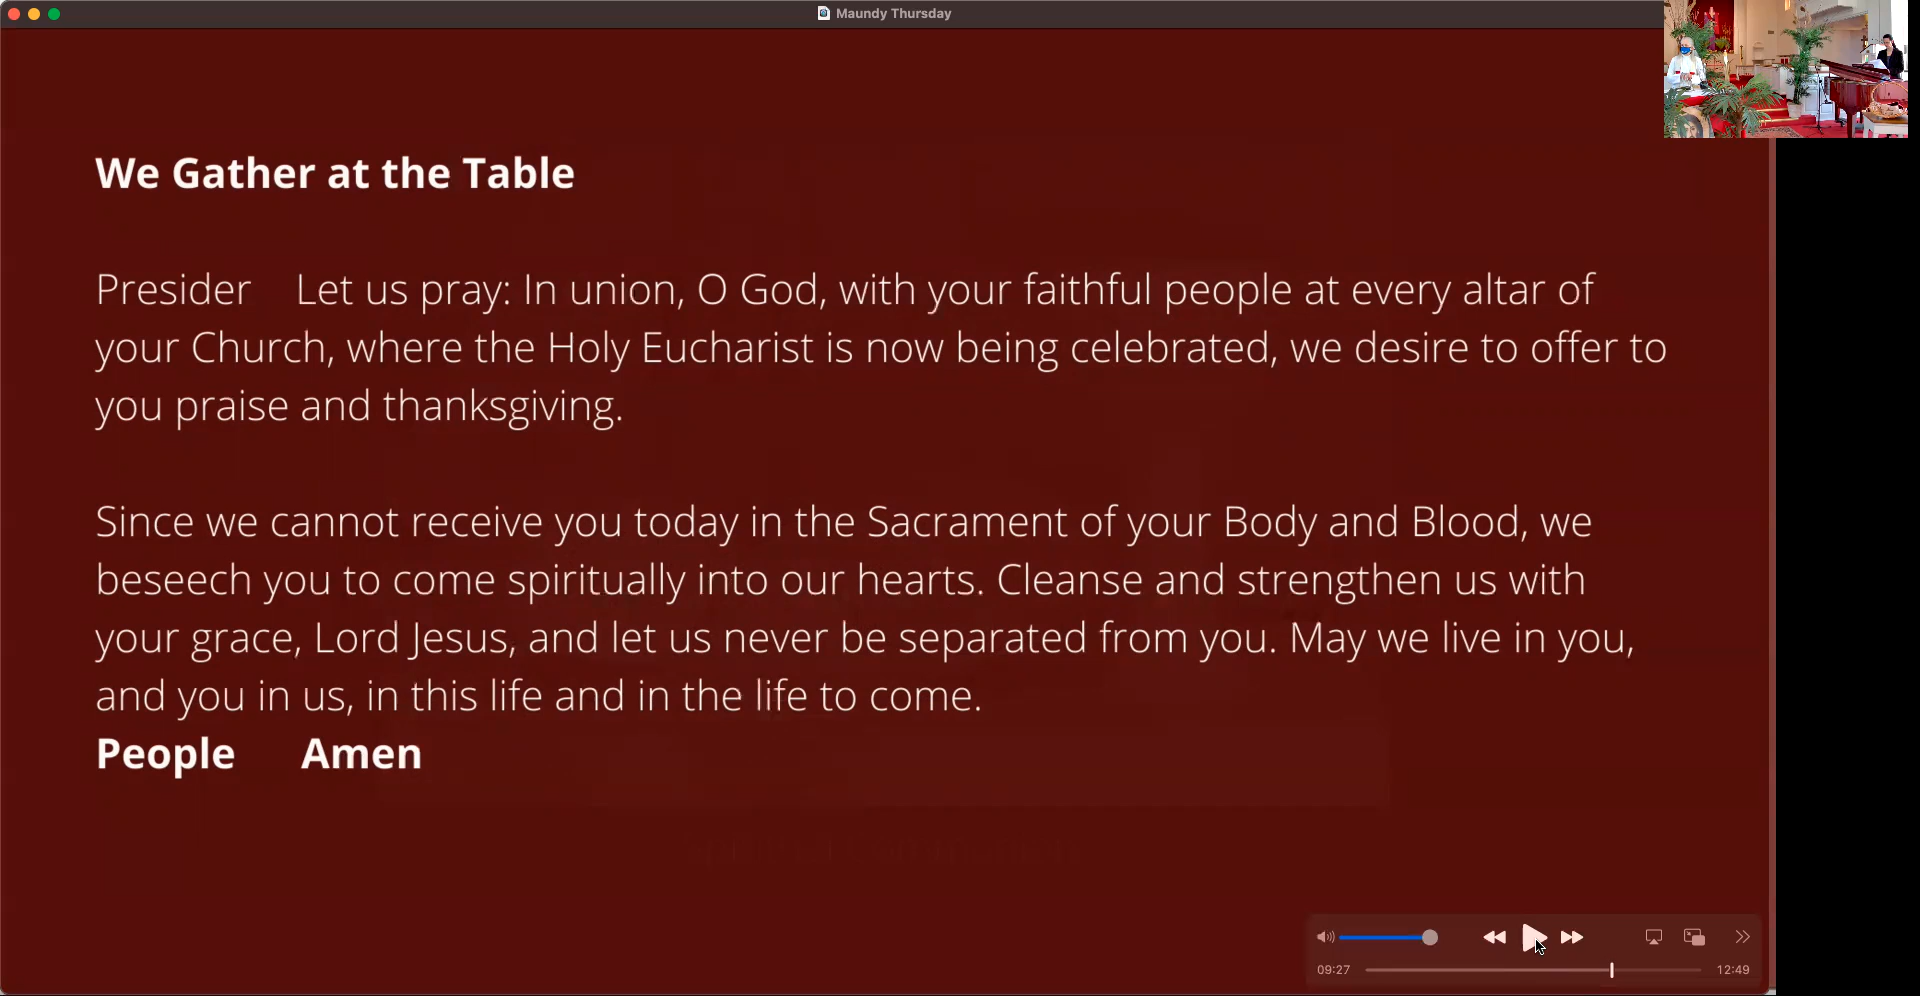 Maundy Thursday
We Gather at the Table
Presider Let us pray: In union, O God, with your faithful people at every altar of
your Church, where the Holy Eucharist is now being celebrated, we desire to offer to
you praise and thanksgiving.
Since we cannot receive you today in the Sacrament of your Body and Blood, we
beseech you to come spiritually into our hearts. Cleanse and strengthen us with
your grace, Lord Jesus, and let us never be separated from you. May we live in you,
and you in us, in this life and in the life to come.
People Amen
09:27 12:49